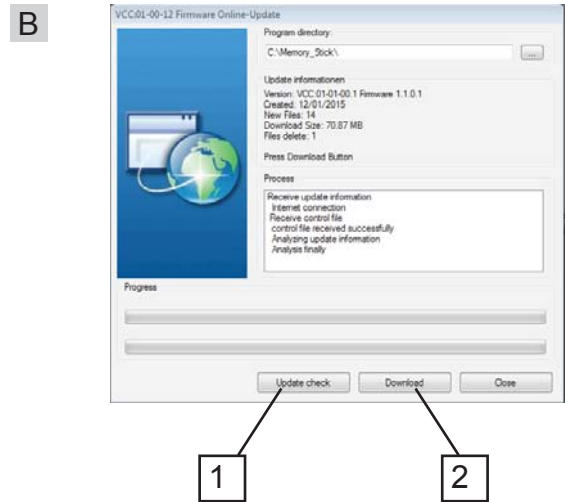 B
VCC:01-00-12 Firmware Online-Update
Program directory:
C:\Memory_Stick\
...
Update informationen
Version: VCC:01-01-00.1 Firmware 1.1.0.1
Created: 12/01/2015
New Files: 14
Download Size: 70.87 MB
Files delete: 1
Press Download Button
Process
Receive update information
Internet connection
Receive control file
control file received successfully
Analyzing update information
Analysis finally
Progress
Update check
Download
Close
1
2